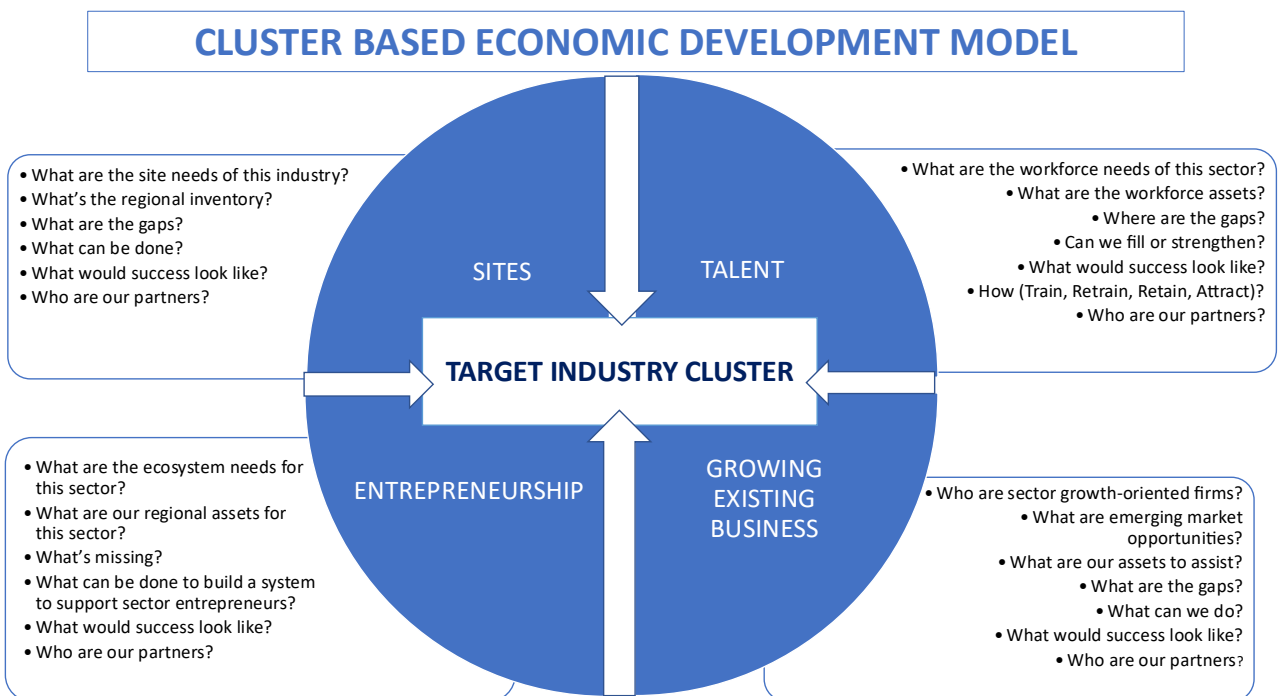 CLUSTER BASED ECONOMIC DEVELOPMENT MODEL
• What are the site needs of this industry?
• What's the regional inventory?
• What are the gaps?
• What can be done?
• What would success look like?
• Who are our partners?
SITES
TALENT
• What are the workforce needs of this sector?
• What are the workforce assets?
• Where are the gaps?
• Can we fill or strengthen?
• What would success look like?
• How (Train, Retrain, Retain, Attract)?
• Who are our partners?
TARGET INDUSTRY CLUSTER
• What are the ecosystem needs for
this sector?
• What are our regional assets for
this sector?
• What's missing?
• What can be done to build a system
to support sector entrepreneurs?
• What would success look like?
• Who are our partners?
ENTREPRENEURSHIP
GROWING
EXISTING
BUSINESS
• Who are sector growth-oriented firms?
• What are emerging market
opportunities?
• What are our assets to assist?
• What are the gaps?
• What can we do?
• What would success look like?
• Who are our partners?